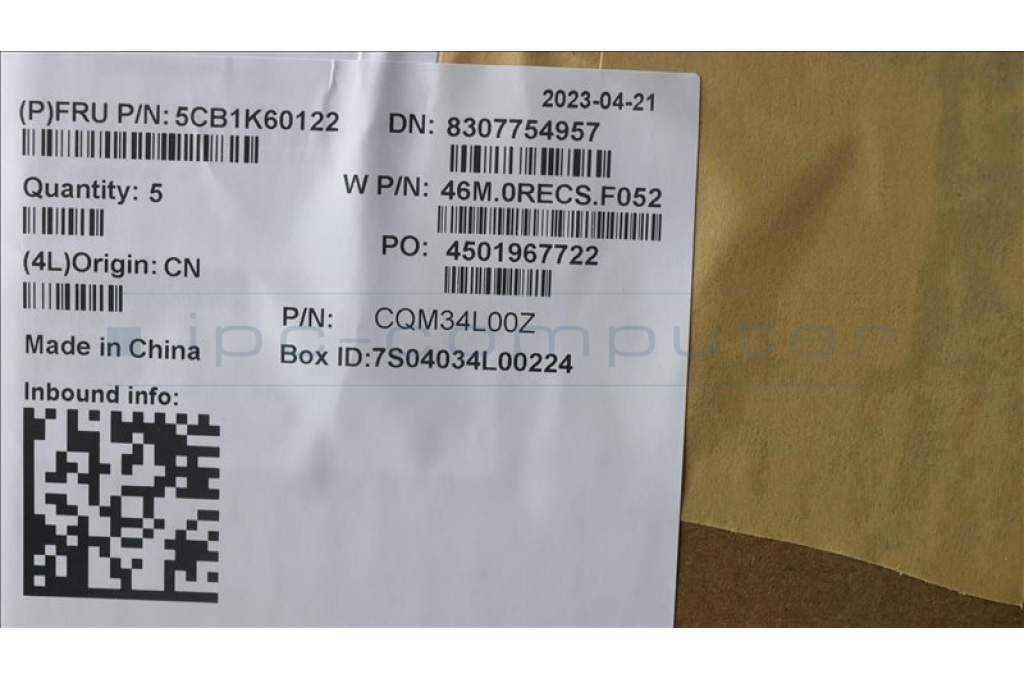 2023-04-21
(P)FRU P/N: 5CB1K60122
DN: 8307754957
Quantity: 5
W P/N: 46M.0RECS.F052
(4L)Origin: CN
PO: 4501967722
P/N: CQM34L00Z
Made in China
Box ID:7S04034L00224
Inbound info:
ipc-computer